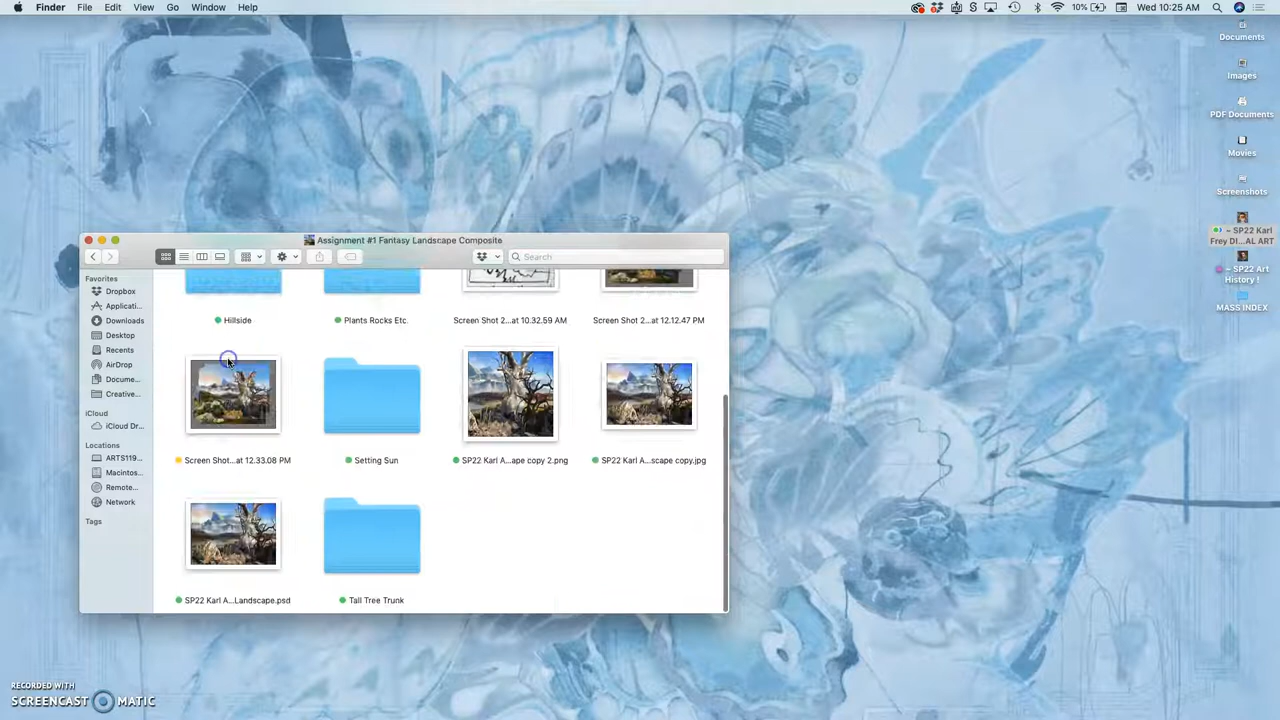 Finder File Edit View Go Window Help
10% Wed 10:25 AM
Documents
Images
PDF Documents
Movies
Screenshots
~ SP22 Karl
Frey DI...AL ART
~ SP22 Art
History !
MASS INDEX
Assignment #1 Fantasy Landscape Composite
Search
Favorites
Dropbox
Applicati...
Downloads
Desktop
Recents
AirDrop
Docume...
Creative...
iCloud
iCloud Dr...
Locations
ARTS119...
Macintos...
Remote...
Network
Tags
Hillside
Plants Rocks Etc.
Screen Shot 2...at 10.32.59 AM
Screen Shot 2...at 12.12.47 PM
Screen Shot...at 12.33.08 PM
Setting Sun
SP22 Karl A...ape copy 2.png
SP22 Karl A...scape copy.jpg
SP22 Karl A...Landscape.psd
Tall Tree Trunk
RECORDED WITH
SCREENCAST MATIC